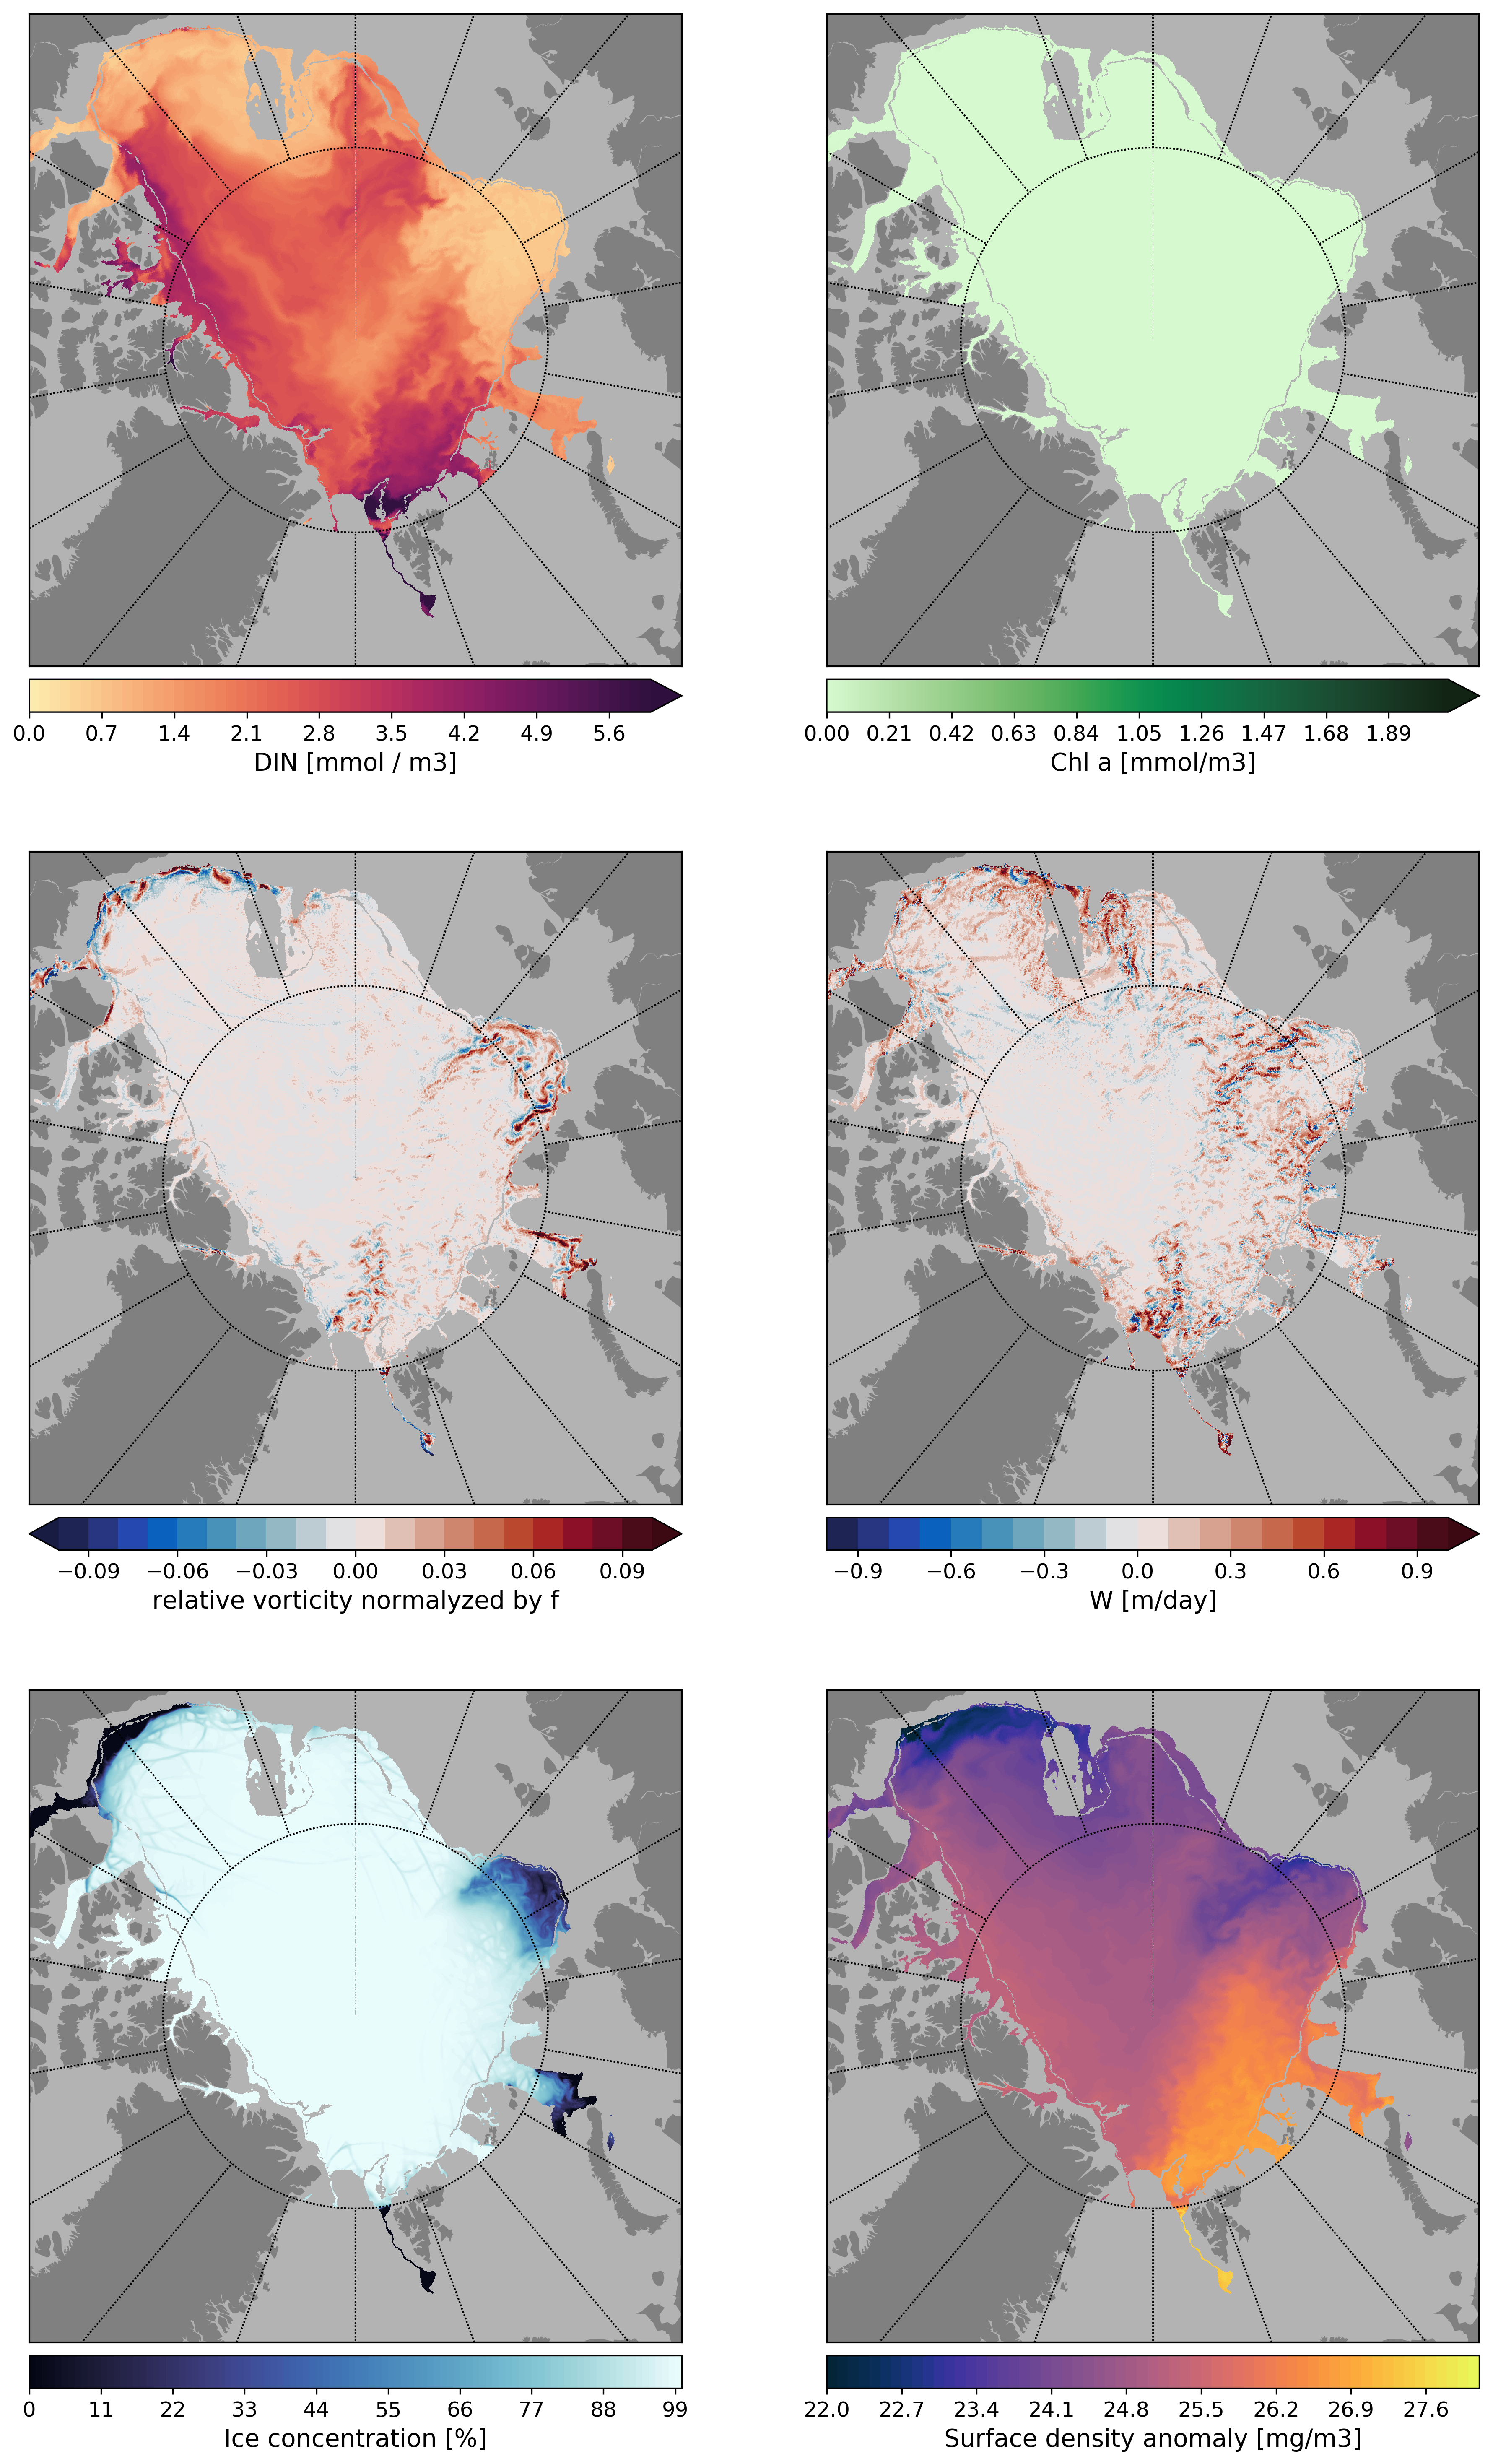 0.0 0.7 1.4 2.1 2.8 3.5 4.2 4.9 5.6
DIN [mmol / m3]
0.00 0.21 0.42 0.63 0.84 1.05 1.26 1.47 1.68 1.89
Chl a [mmol/m3]
−0.09 −0.06 −0.03 0.00 0.03 0.06 0.09
relative vorticity normalyzed by f
−0.9 −0.6 −0.3 0.0 0.3 0.6 0.9
W [m/day]
0 11 22 33 44 55 66 77 88 99
Ice concentration [%]
22.0 22.7 23.4 24.1 24.8 25.5 26.2 26.9 27.6
Surface density anomaly [mg/m3]